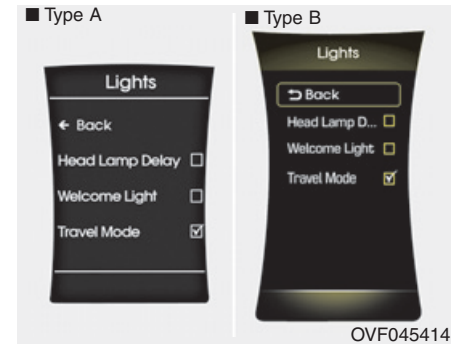 ■ Type A
Lights
← Back
Head Lamp Delay
Welcome Light
Travel Mode
■ Type B
Lights
⮌ Back
Head Lamp D...
Welcome Light
Travel Mode
OVF045414